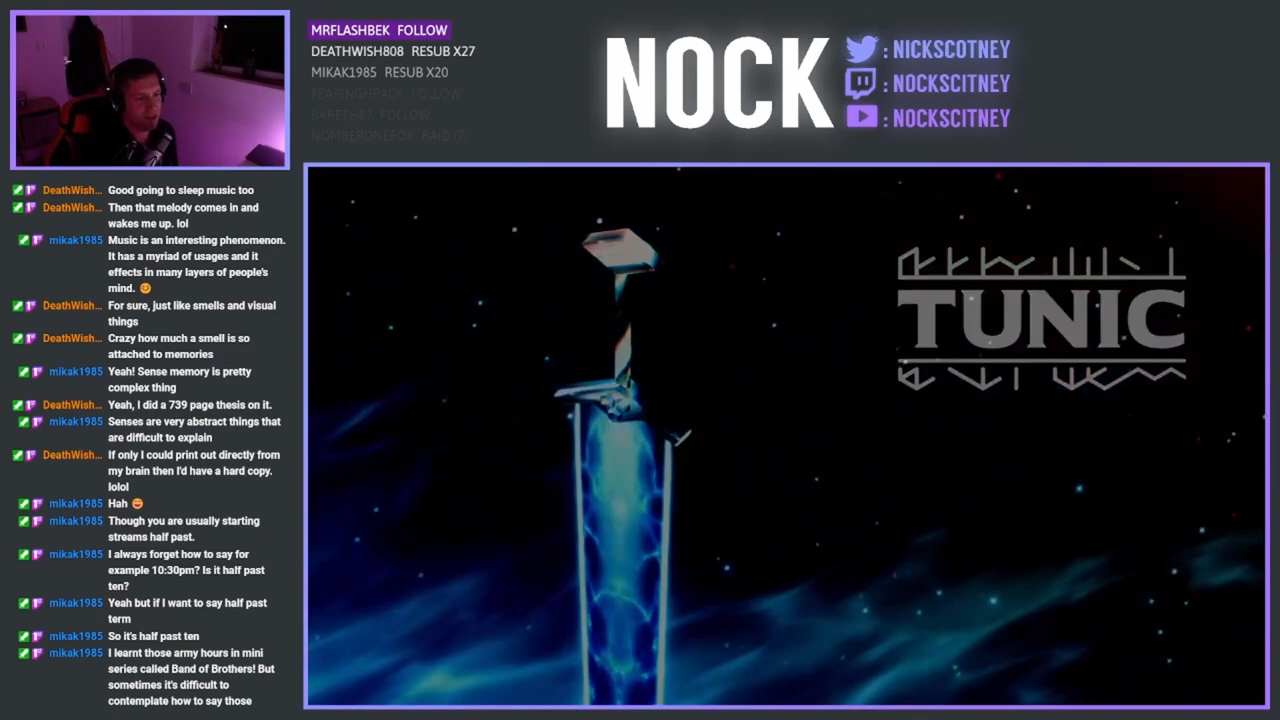 MRFLASHBEK FOLLOW
DEATHWISH808 RESUB X27
MIKAK1985 RESUB X20
FEARINGHPACK FOLLOW
BARETH87 FOLLOW
NOMBERONEFOX RAID (7)
NOCK
: NICKSCOTNEY
: NOCKSCITNEY
: NOCKSCITNEY
DeathWish... Good going to sleep music too
DeathWish... Then that melody comes in and
wakes me up. lol
mikak1985 Music is an interesting phenomenon.
It has a myriad of usages and it
effects in many layers of people's
mind. 😊
DeathWish... For sure, just like smells and visual
things
DeathWish... Crazy how much a smell is so
attached to memories
mikak1985 Yeah! Sense memory is pretty
complex thing
DeathWish... Yeah, I did a 739 page thesis on it.
mikak1985 Senses are very abstract things that
are difficult to explain
DeathWish... If only I could print out directly from
my brain then I'd have a hard copy.
lolol
mikak1985 Hah 😄
mikak1985 Though you are usually starting
streams half past.
mikak1985 I always forget how to say for
example 10:30pm? Is it half past
ten?
mikak1985 Yeah but if I want to say half past
term
mikak1985 So it's half past ten
mikak1985 I learnt those army hours in mini
series called Band of Brothers! But
sometimes it's difficult to
contemplate how to say those
TUNIC